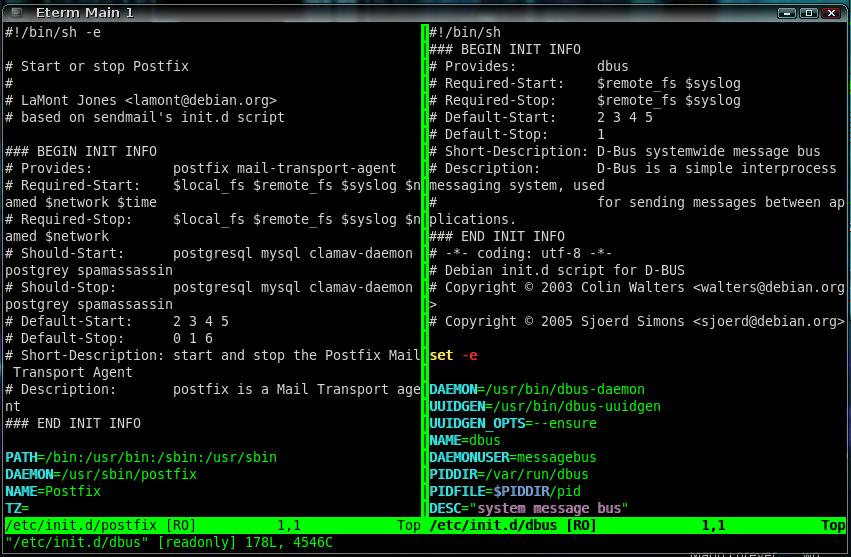 Eterm Main 1
#!/bin/sh -e
# Start or stop Postfix
#
# LaMont Jones <lamont@debian.org>
# based on sendmail's init.d script
### BEGIN INIT INFO
# Provides:          postfix mail-transport-agent
# Required-Start:    $local_fs $remote_fs $syslog $n
amed $network $time
# Required-Stop:     $local_fs $remote_fs $syslog $n
amed $network
# Should-Start:      postgresql mysql clamav-daemon
postgrey spamassassin
# Should-Stop:       postgresql mysql clamav-daemon
postgrey spamassassin
# Default-Start:     2 3 4 5
# Default-Stop:      0 1 6
# Short-Description: start and stop the Postfix Mail
 Transport Agent
# Description:       postfix is a Mail Transport age
nt
### END INIT INFO
PATH=/bin:/usr/bin:/sbin:/usr/sbin
DAEMON=/usr/sbin/postfix
NAME=Postfix
TZ=
/etc/init.d/postfix [RO]          1,1            Top
#!/bin/sh
### BEGIN INIT INFO
# Provides:          dbus
# Required-Start:    $remote_fs $syslog
# Required-Stop:     $remote_fs $syslog
# Default-Start:     2 3 4 5
# Default-Stop:      1
# Short-Description: D-Bus systemwide message bus
# Description:       D-Bus is a simple interprocess
messaging system, used
#                    for sending messages between ap
plications.
### END INIT INFO
# -*- coding: utf-8 -*-
# Debian init.d script for D-BUS
# Copyright © 2003 Colin Walters <walters@debian.org
>
# Copyright © 2005 Sjoerd Simons <sjoerd@debian.org>
set -e
DAEMON=/usr/bin/dbus-daemon
UUIDGEN=/usr/bin/dbus-uuidgen
UUIDGEN_OPTS=--ensure
NAME=dbus
DAEMONUSER=messagebus
PIDDIR=/var/run/dbus
PIDFILE=$PIDDIR/pid
DESC="system message bus"
/etc/init.d/dbus [RO]             1,1            Top
"/etc/init.d/dbus" [readonly] 178L, 4546C